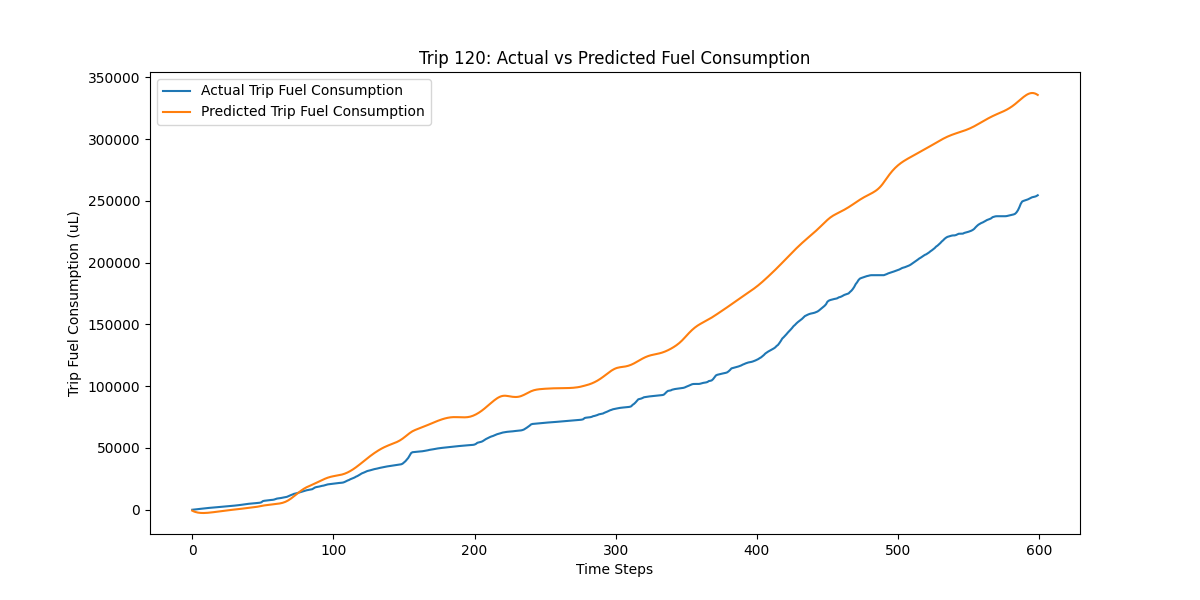 Trip 120: Actual vs Predicted Fuel Consumption
Actual Trip Fuel Consumption
Predicted Trip Fuel Consumption
Trip Fuel Consumption (uL)
350000
300000
250000
200000
150000
100000
50000
0
0 100 200 300 400 500 600
Time Steps